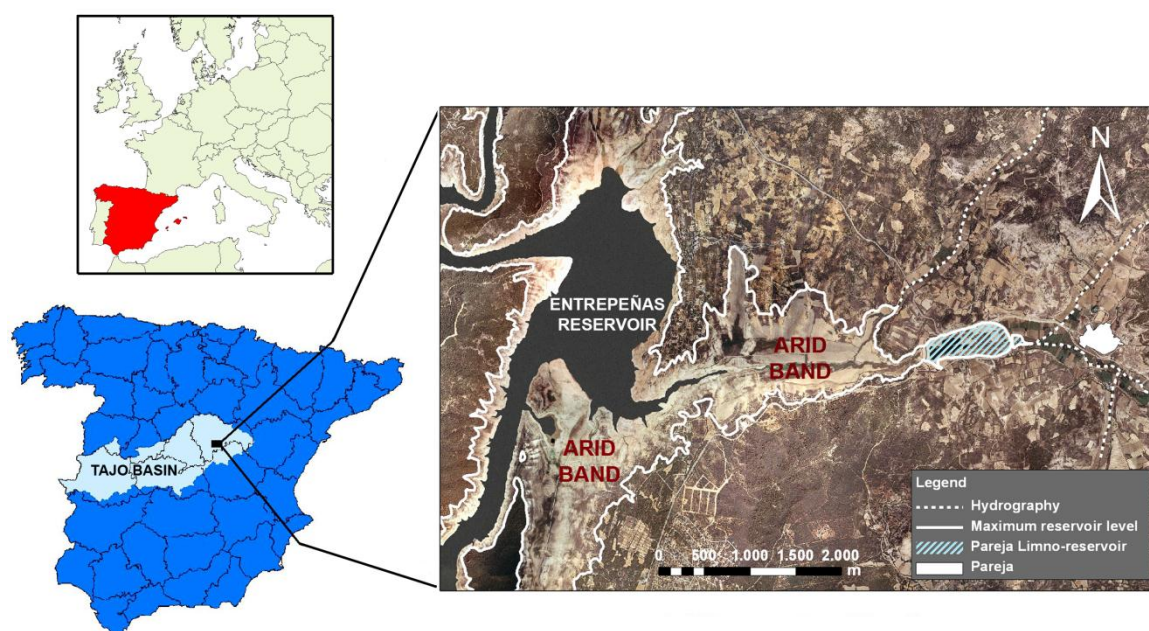 TAJO BASIN
ENTREPEÑAS
RESERVOIR
ARID
BAND
ARID
BAND
N
Legend
Hydrography
Maximum reservoir level
Pareja Limno-reservoir
Pareja
0 500 1.000 1.500 2.000
m